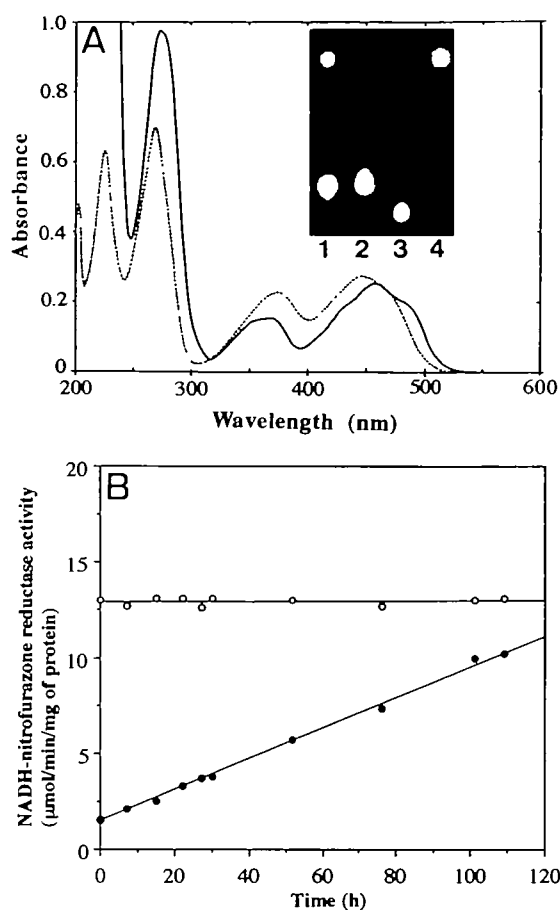 A
1.0
0.8
0.6
0.4
0.2
0
Absorbance
1 2 3 4
200 300 400 500 600
Wavelength (nm)
B
20
15
10
5
0
NADH-nitrofurazone reductase activity
(μmol/min/mg of protein)
0 20 40 60 80 100 120
Time (h)